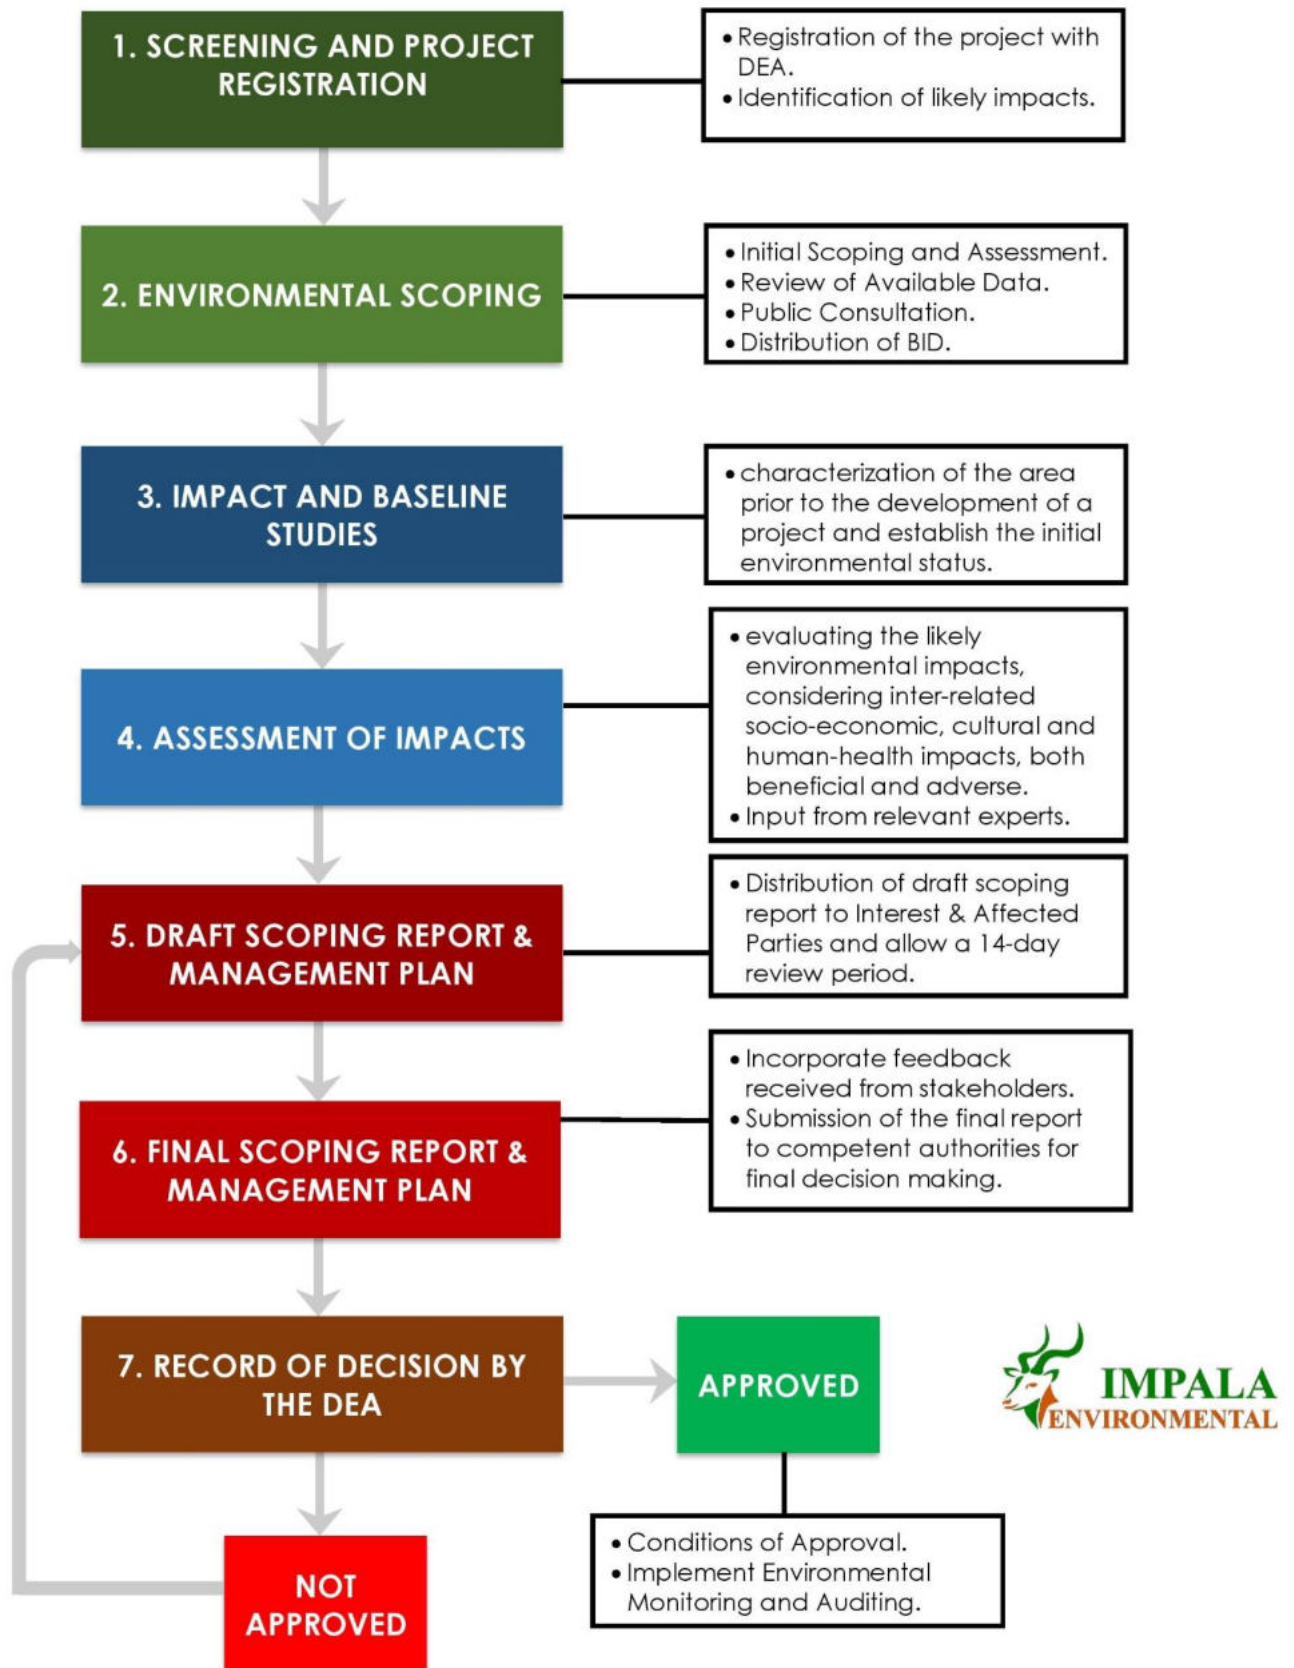 1. SCREENING AND PROJECT
REGISTRATION
• Registration of the project with
DEA.
• Identification of likely impacts.
2. ENVIRONMENTAL SCOPING
• Initial Scoping and Assessment.
• Review of Available Data.
• Public Consultation.
• Distribution of BID.
3. IMPACT AND BASELINE
STUDIES
• characterization of the area
prior to the development of a
project and establish the initial
environmental status.
4. ASSESSMENT OF IMPACTS
• evaluating the likely
environmental impacts,
considering inter-related
socio-economic, cultural and
human-health impacts, both
beneficial and adverse.
• Input from relevant experts.
5. DRAFT SCOPING REPORT &
MANAGEMENT PLAN
• Distribution of draft scoping
report to Interest & Affected
Parties and allow a 14-day
review period.
6. FINAL SCOPING REPORT &
MANAGEMENT PLAN
• Incorporate feedback
received from stakeholders.
• Submission of the final report
to competent authorities for
final decision making.
7. RECORD OF DECISION BY
THE DEA
APPROVED
IMPALA
ENVIRONMENTAL
• Conditions of Approval.
• Implement Environmental
Monitoring and Auditing.
NOT
APPROVED